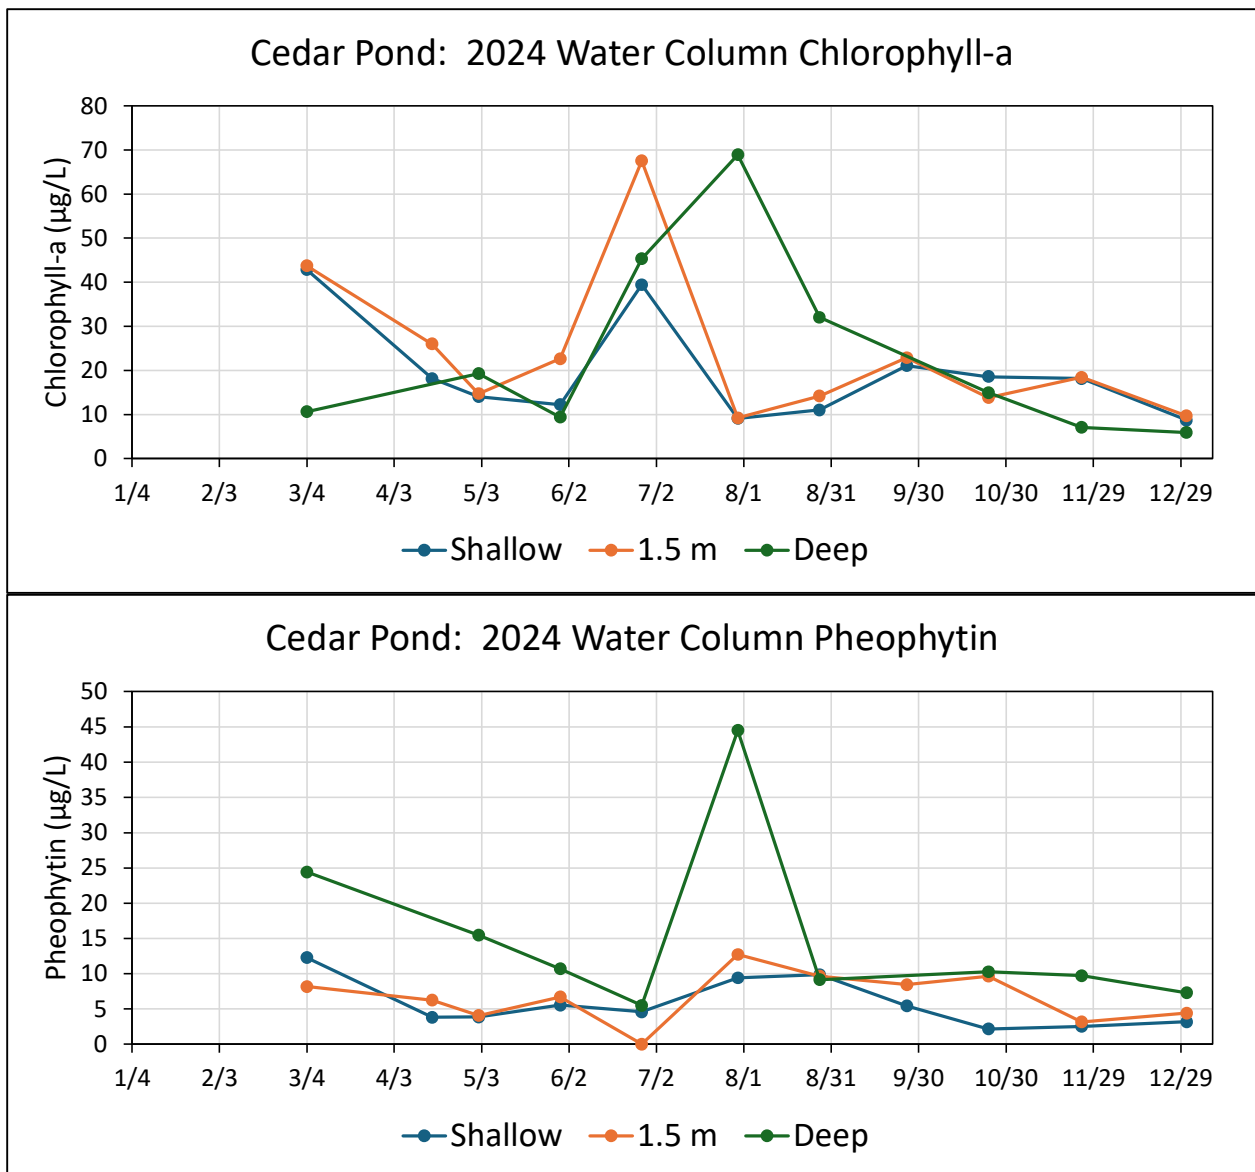 Cedar Pond:  2024 Water Column Chlorophyll-a
Chlorophyll-a (µg/L)
80
70
60
50
40
30
20
10
0
1/4 2/3 3/4 4/3 5/3 6/2 7/2 8/1 8/31 9/30 10/30 11/29 12/29
Shallow 1.5 m Deep
Cedar Pond:  2024 Water Column Pheophytin
Pheophytin (µg/L)
50
45
40
35
30
25
20
15
10
5
0
1/4 2/3 3/4 4/3 5/3 6/2 7/2 8/1 8/31 9/30 10/30 11/29 12/29
Shallow 1.5 m Deep